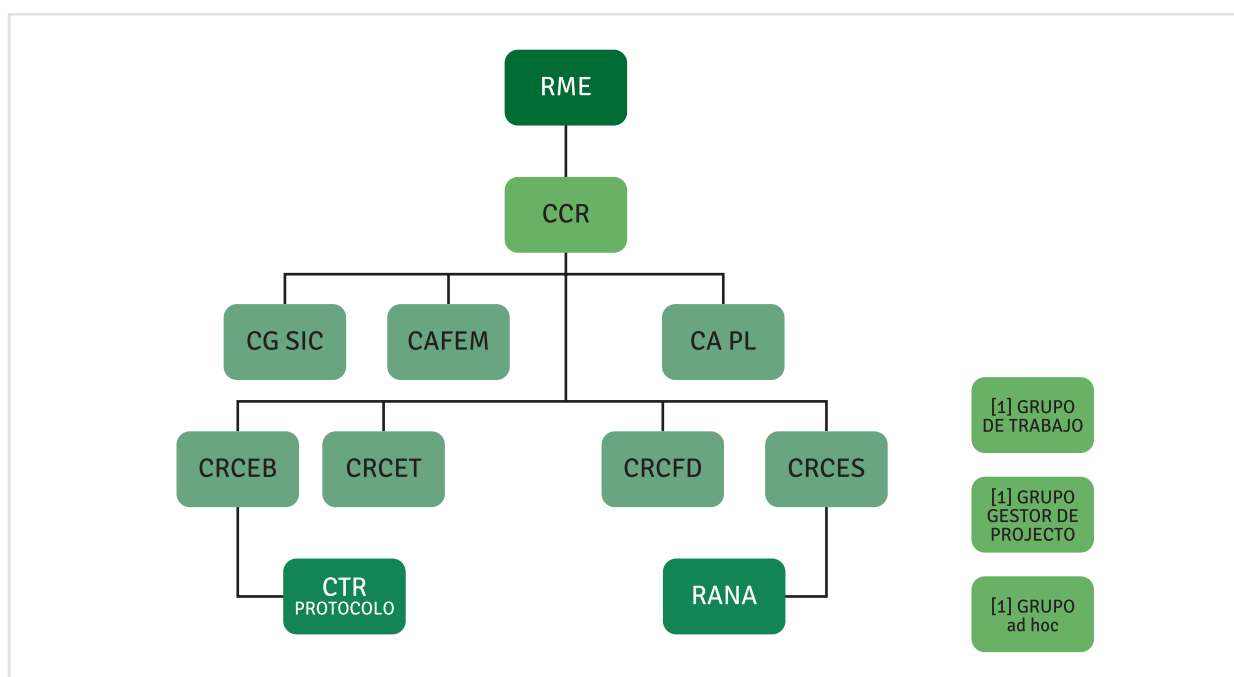 RME
CCR
CG SIC
CAFEM
CA PL
[1] GRUPO
DE TRABAJO
CRCEB
CRCET
CRCFD
CRCES
[1] GRUPO
GESTOR DE
PROJECTO
CTR
PROTOCOLO
RANA
[1] GRUPO
ad hoc